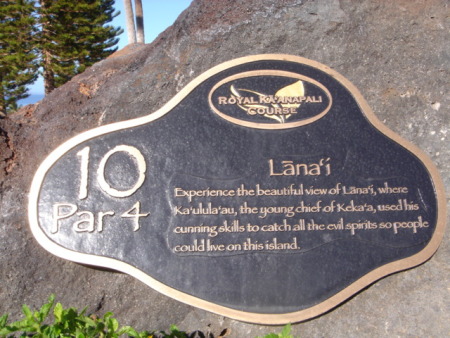 ROYAL KA'ANAPALI
COURSE
10
Par 4
Lāna'i
Experience the beautiful view of Lāna'i, where
Ka'ulula'au, the young chief of Keka'a, used his
cunning skills to catch all the evil spirits so people
could live on this island.